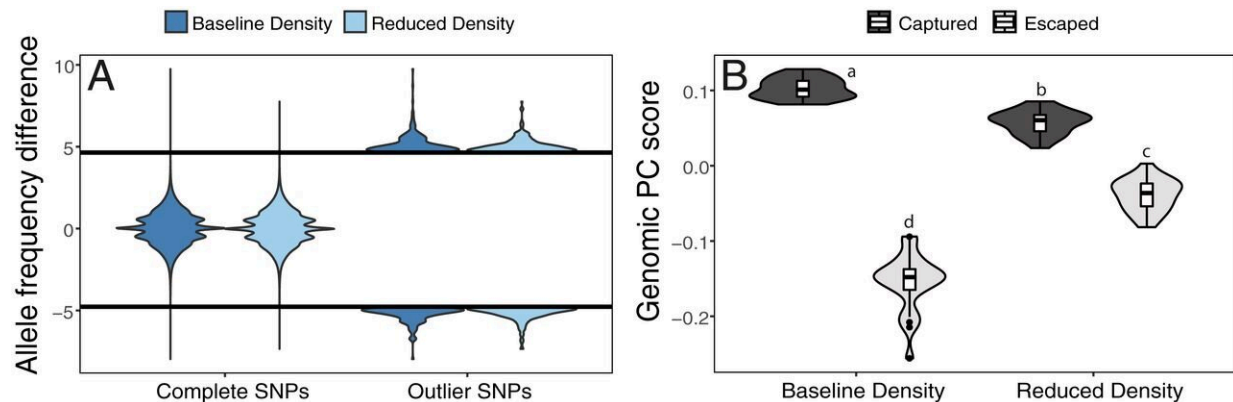 Baseline Density Reduced Density
A
Allele frequency difference
10
5
0
−5
Complete SNPs Outlier SNPs
Captured Escaped
B
Genomic PC score
0.1
0.0
−0.1
−0.2
a
b
c
d
Baseline Density Reduced Density